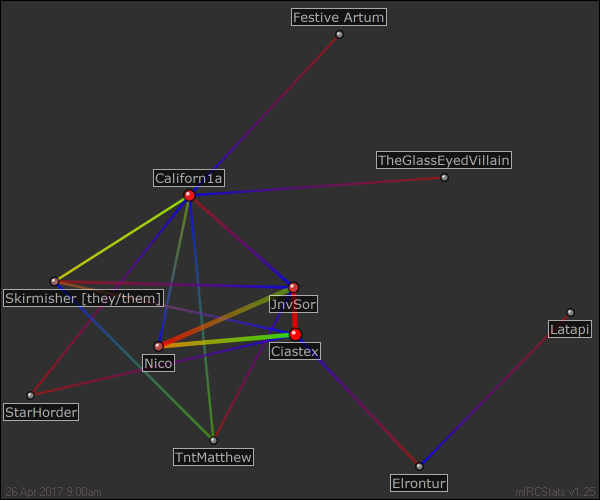 Festive Artum
TheGlassEyedVillain
Californ1a
Skirmisher [they/them]
JnvSor
Latapi
Ciastex
Nico
StarHorder
TntMatthew
Elrontur
26 Apr 2017 9:00am
mIRCStats v1.25